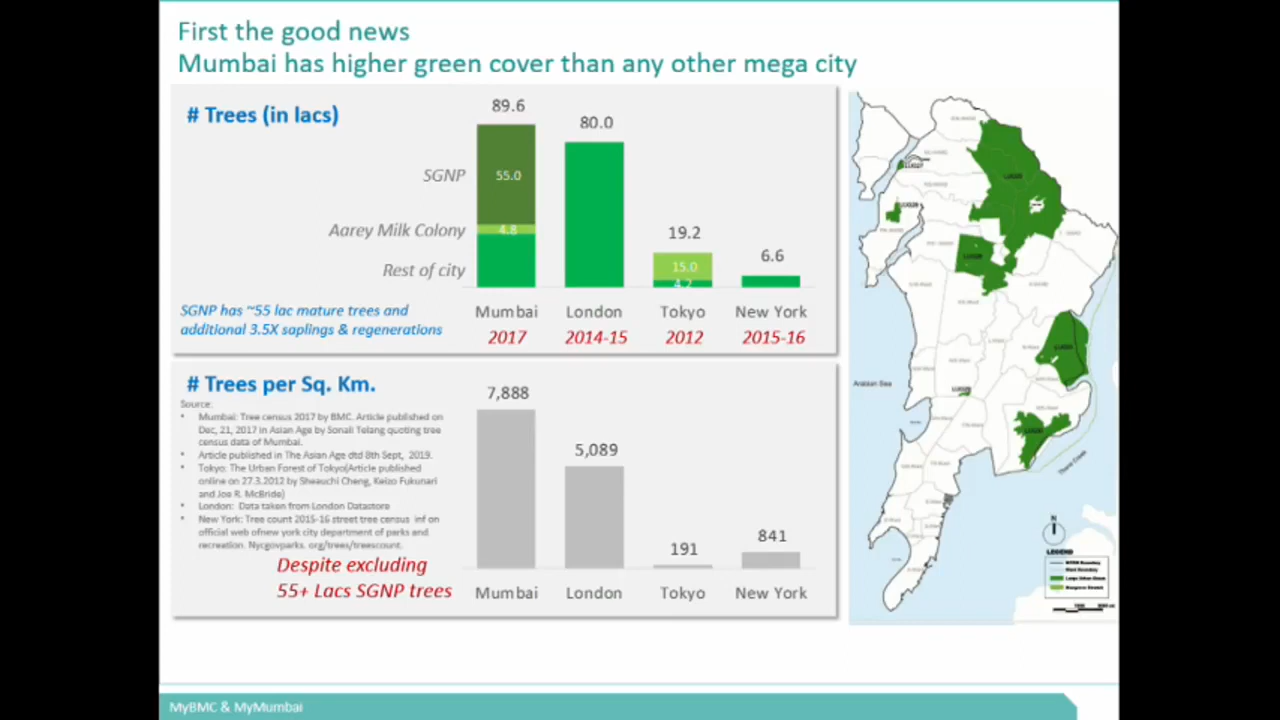 First the good news
Mumbai has higher green cover than any other mega city
# Trees (in lacs)
89.6
80.0
SGNP
55.0
Aarey Milk Colony
4.8
19.2
Rest of city
15.0
4.2
6.6
SGNP has ~55 lac mature trees and
additional 3.5X saplings & regenerations
Mumbai
London
Tokyo
New York
2017
2014-15
2012
2015-16
# Trees per Sq. Km.
Source:
• Mumbai: Tree census 2017 by BMC. Article published on
Dec, 21, 2017 in Asian Age by Sonali Telang quoting tree
census data of Mumbai.
• Article published in The Asian Age dtd 8th Sept, 2019.
• Tokyo: The Urban Forest of Tokyo(Article published
online on 27.3.2012 by Sheauchi Cheng, Keizo Fukunari
and Joe R. McBride)
• London: Data taken from London Datastore
• New York: Tree count 2015-16 street tree census inf on
official web ofnew york city department of parks and
recreation. Nycgovparks. org/trees/treescount.
Despite excluding
55+ Lacs SGNP trees
7,888
5,089
191
841
Mumbai
London
Tokyo
New York
Arabian Sea
Thane Creek
N
LEGEND
MyBMC & MyMumbai